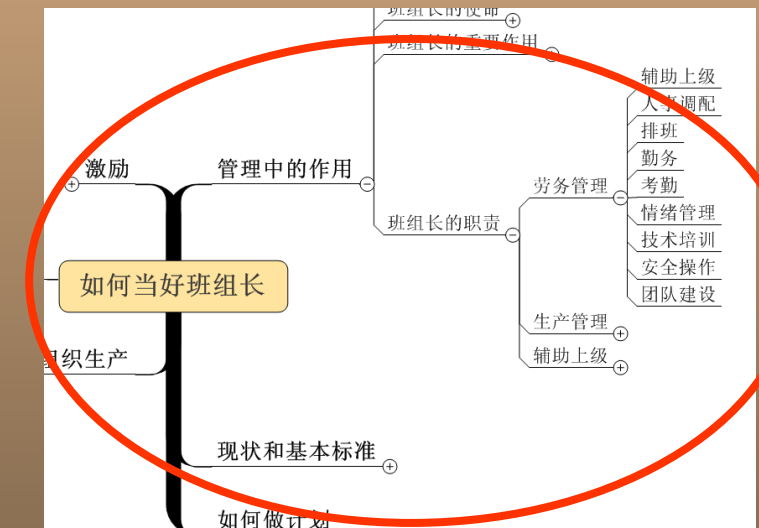 班组长的使命
班组长的重要作用
辅助上级
人事调配
排班
勤务
考勤
情绪管理
技术培训
安全操作
团队建设
劳务管理
班组长的职责
生产管理
辅助上级
激励
管理中的作用
如何当好班组长
组织生产
现状和基本标准
如何做计划